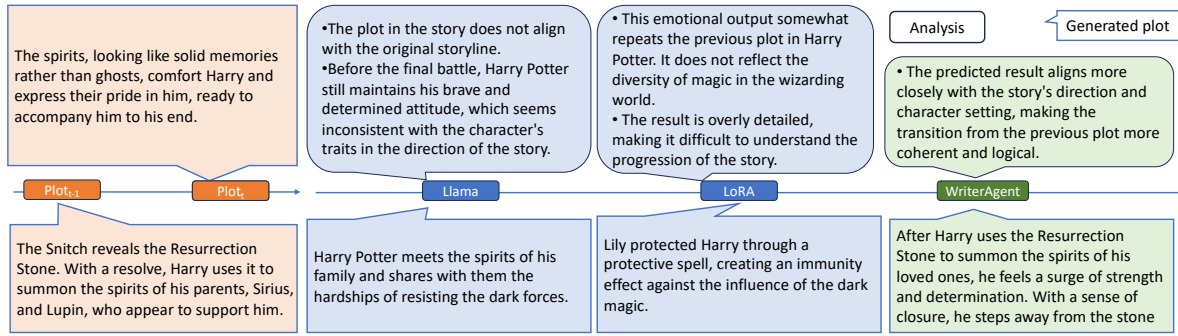 The spirits, looking like solid memories
rather than ghosts, comfort Harry and
express their pride in him, ready to
accompany him to his end.
•The plot in the story does not align
with the original storyline.
•Before the final battle, Harry Potter
still maintains his brave and
determined attitude, which seems
inconsistent with the character's
traits in the direction of the story.
• This emotional output somewhat
repeats the previous plot in Harry
Potter. It does not reflect the
diversity of magic in the wizarding
world.
• The result is overly detailed,
making it difficult to understand the
progression of the story.
Analysis
Generated plot
• The predicted result aligns more
closely with the story's direction and
character setting, making the
transition from the previous plot more
coherent and logical.
Plot t-1
Plot t
Llama
LoRA
WriterAgent
The Snitch reveals the Resurrection
Stone. With a resolve, Harry uses it to
summon the spirits of his parents, Sirius,
and Lupin, who appear to support him.
Harry Potter meets the spirits of his
family and shares with them the
hardships of resisting the dark forces.
Lily protected Harry through a
protective spell, creating an immunity
effect against the influence of the dark
magic.
After Harry uses the Resurrection
Stone to summon the spirits of his
loved ones, he feels a surge of strength
and determination. With a sense of
closure, he steps away from the stone